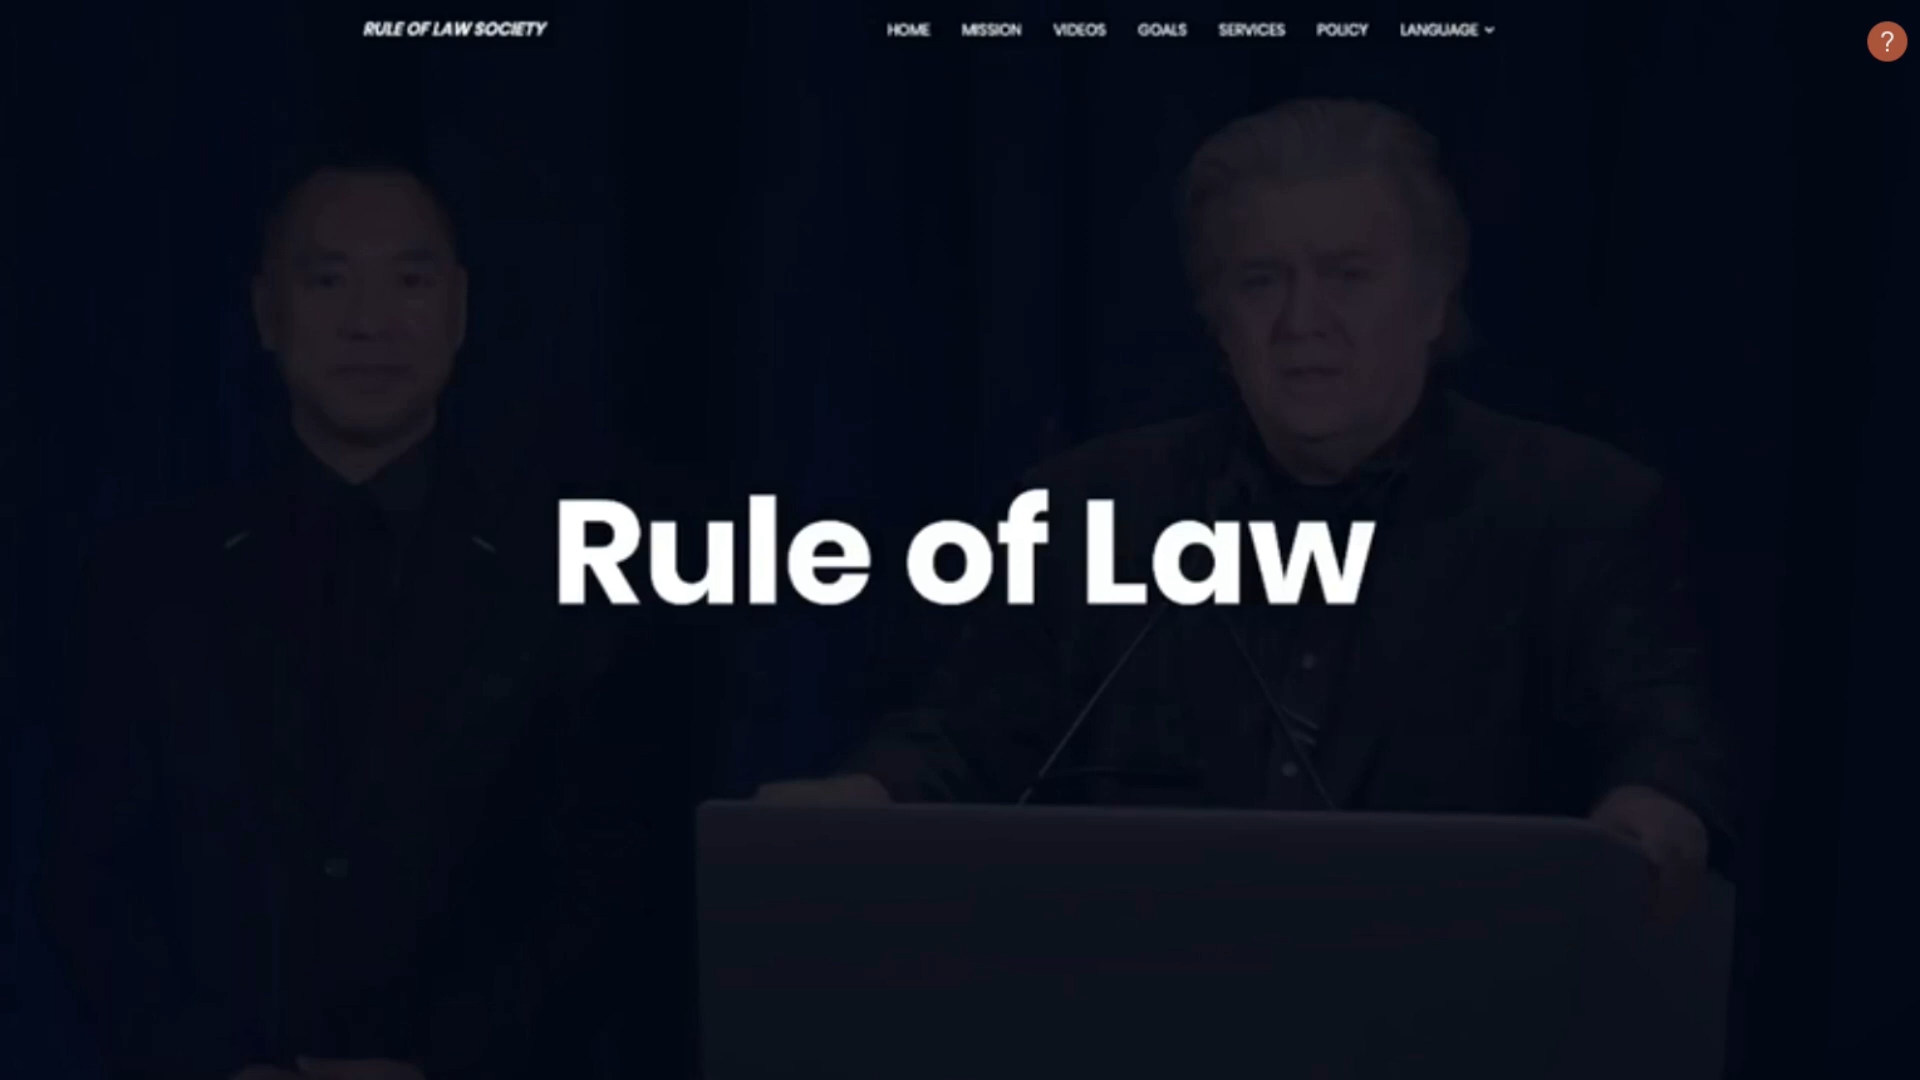 RULE OF LAW SOCIETY
HOME MISSION VIDEOS GOALS SERVICES POLICY LANGUAGE
?
Rule of Law